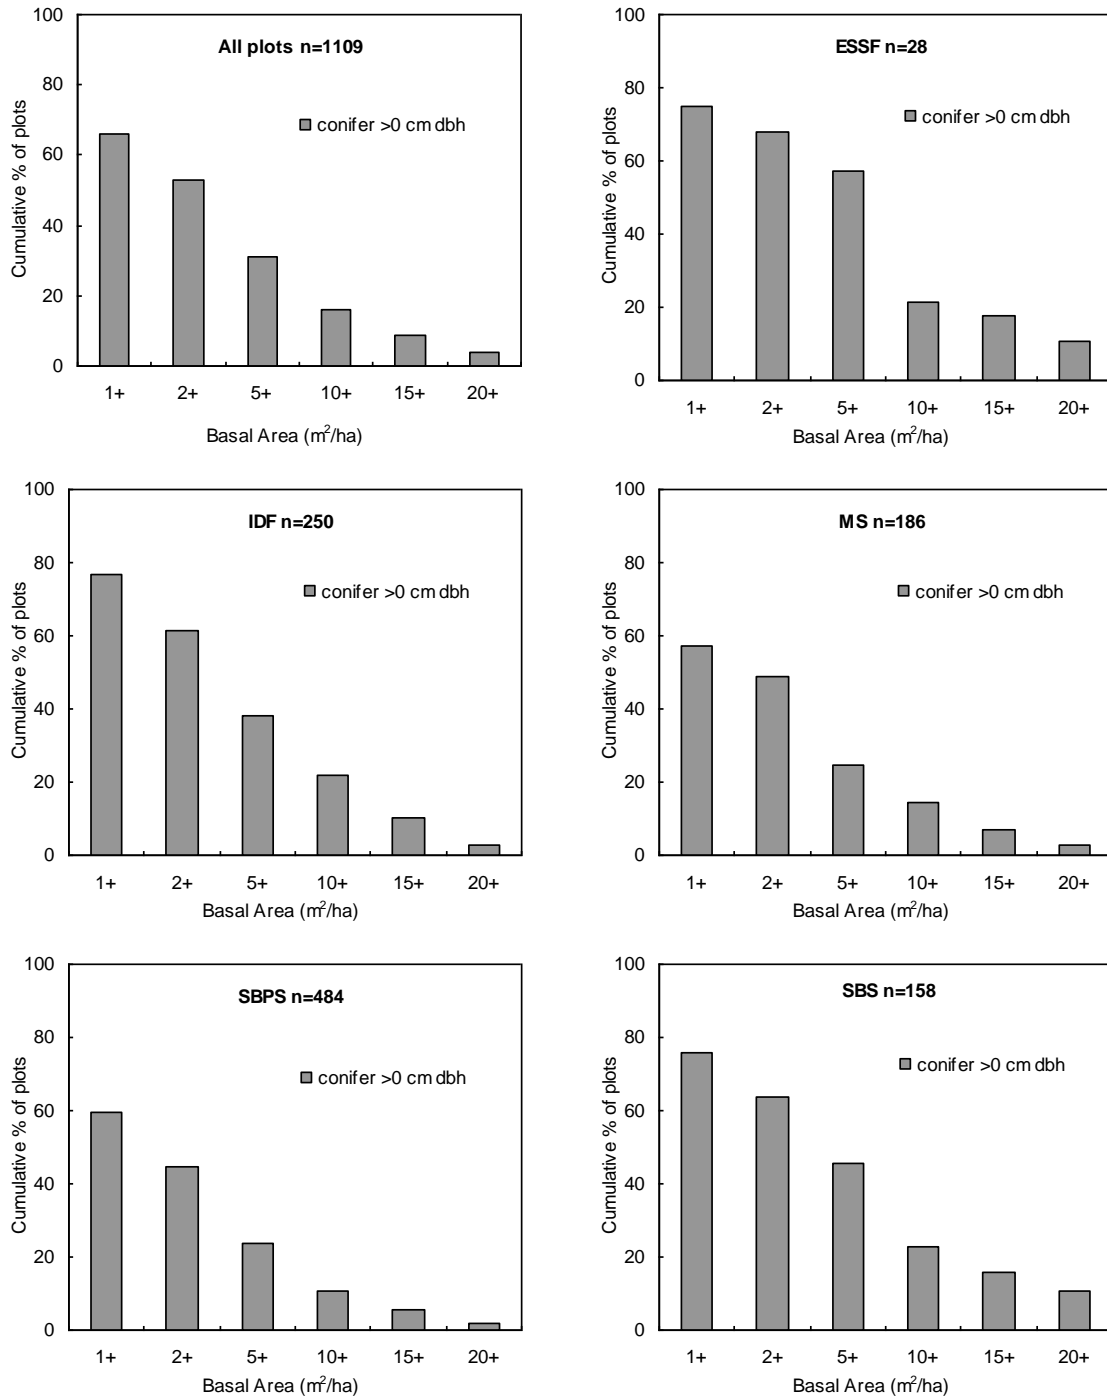 All plots n=1109
conifer >0 cm dbh
Cumulative % of plots
100
80
60
40
20
0
1+ 2+ 5+ 10+ 15+ 20+
Basal Area (m²/ha)
ESSF n=28
conifer >0 cm dbh
Cumulative % of plots
100
80
60
40
20
0
1+ 2+ 5+ 10+ 15+ 20+
Basal Area (m²/ha)
IDF n=250
conifer >0 cm dbh
Cumulative % of plots
100
80
60
40
20
0
1+ 2+ 5+ 10+ 15+ 20+
Basal Area (m²/ha)
MS n=186
conifer >0 cm dbh
Cumulative % of plots
100
80
60
40
20
0
1+ 2+ 5+ 10+ 15+ 20+
Basal Area (m²/ha)
SBPS n=484
conifer >0 cm dbh
Cumulative % of plots
100
80
60
40
20
0
1+ 2+ 5+ 10+ 15+ 20+
Basal Area (m²/ha)
SBS n=158
conifer >0 cm dbh
Cumulative % of plots
100
80
60
40
20
0
1+ 2+ 5+ 10+ 15+ 20+
Basal Area (m²/ha)